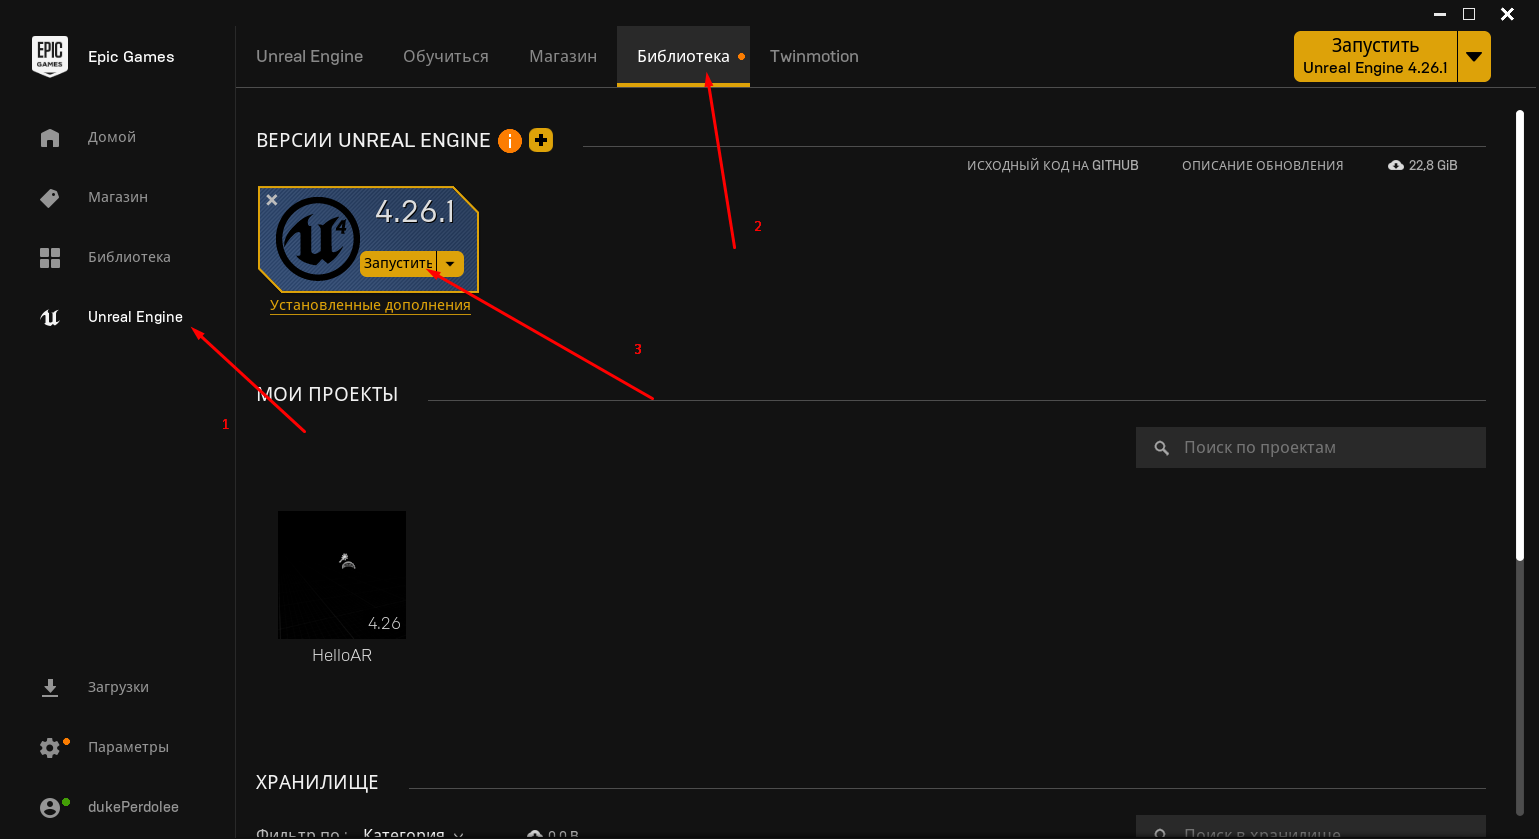 EPIC GAMES
Epic Games
Unreal Engine
Обучиться
Магазин
Библиотека
Twinmotion
Запустить
Unreal Engine 4.26.1
Домой
Магазин
Библиотека
Unreal Engine
ВЕРСИИ UNREAL ENGINE
ИСХОДНЫЙ КОД НА GITHUB
ОПИСАНИЕ ОБНОВЛЕНИЯ
22,8 GiB
4
4.26.1
Запустить
Установленные дополнения
2
3
1
МОИ ПРОЕКТЫ
Поиск по проектам
4.26
HelloAR
Загрузки
Параметры
dukePerdolee
ХРАНИЛИЩЕ
Фильтр по :
Категория
0,0 B
Поиск в хранилище